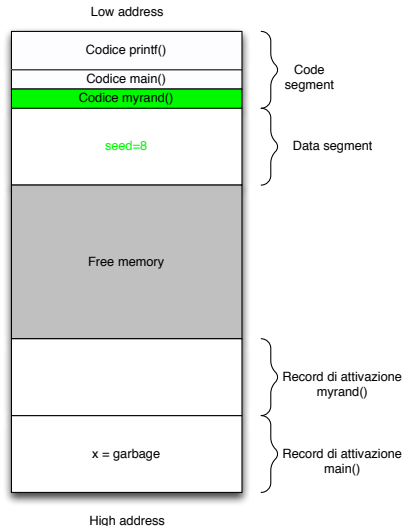 Low address
Codice printf()
Codice main()
Codice myrand()
Code
segment
seed=8
Data segment
Free memory
Record di attivazione
myrand()
x = garbage
Record di attivazione
main()
High address